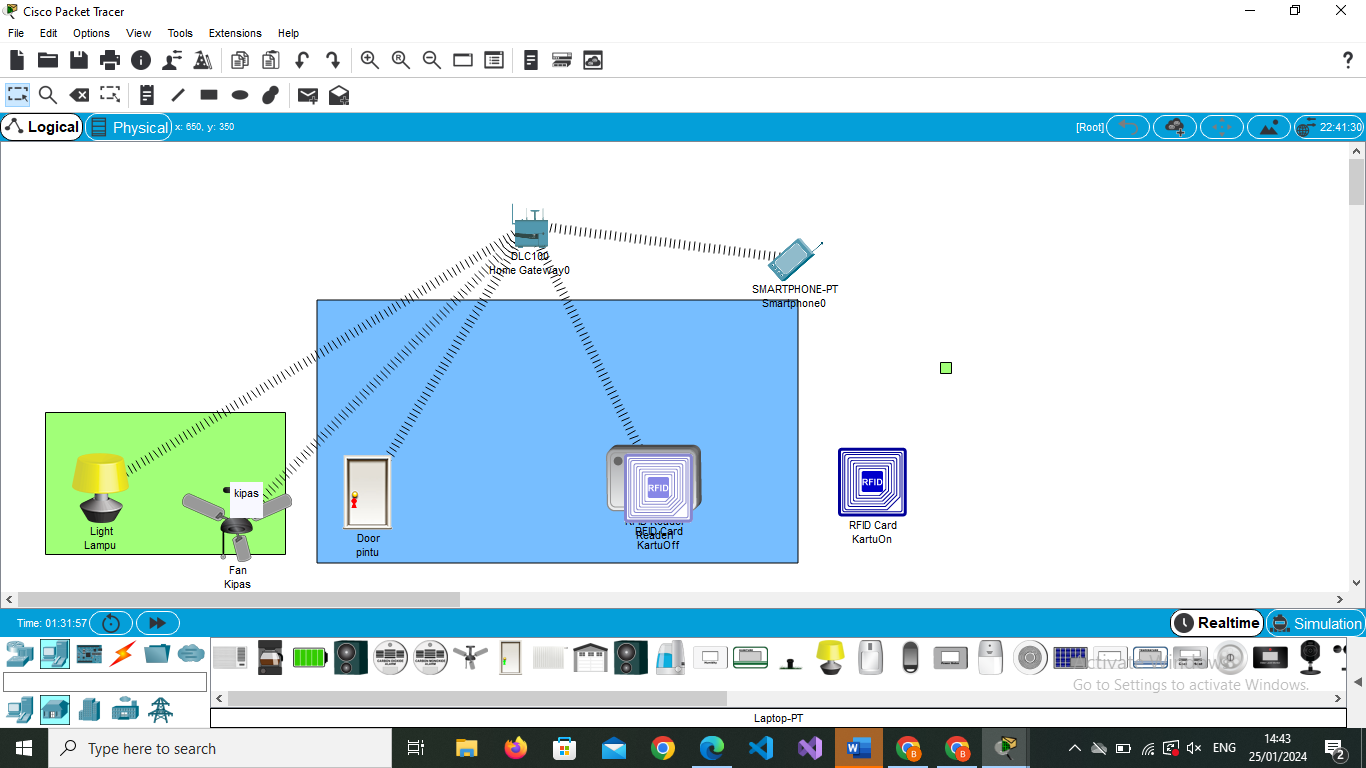 Cisco Packet Tracer
File Edit Options View Tools Extensions Help
Logical Physical x: 650, y: 350 [Root] 22:41:30
DLC100
Home Gateway0
SMARTPHONE-PT
Smartphone0
kipas
RFID
RFID
RFID Reader
RFID Card
Reader
KartuOff
RFID Card
KartuOn
Light
Lampu
Door
pintu
Fan
Kipas
Time: 01:31:57 Realtime Simulation
Activate Windows
Go to Settings to activate Windows.
Laptop-PT
Type here to search
ENG
14:43
25/01/2024
2